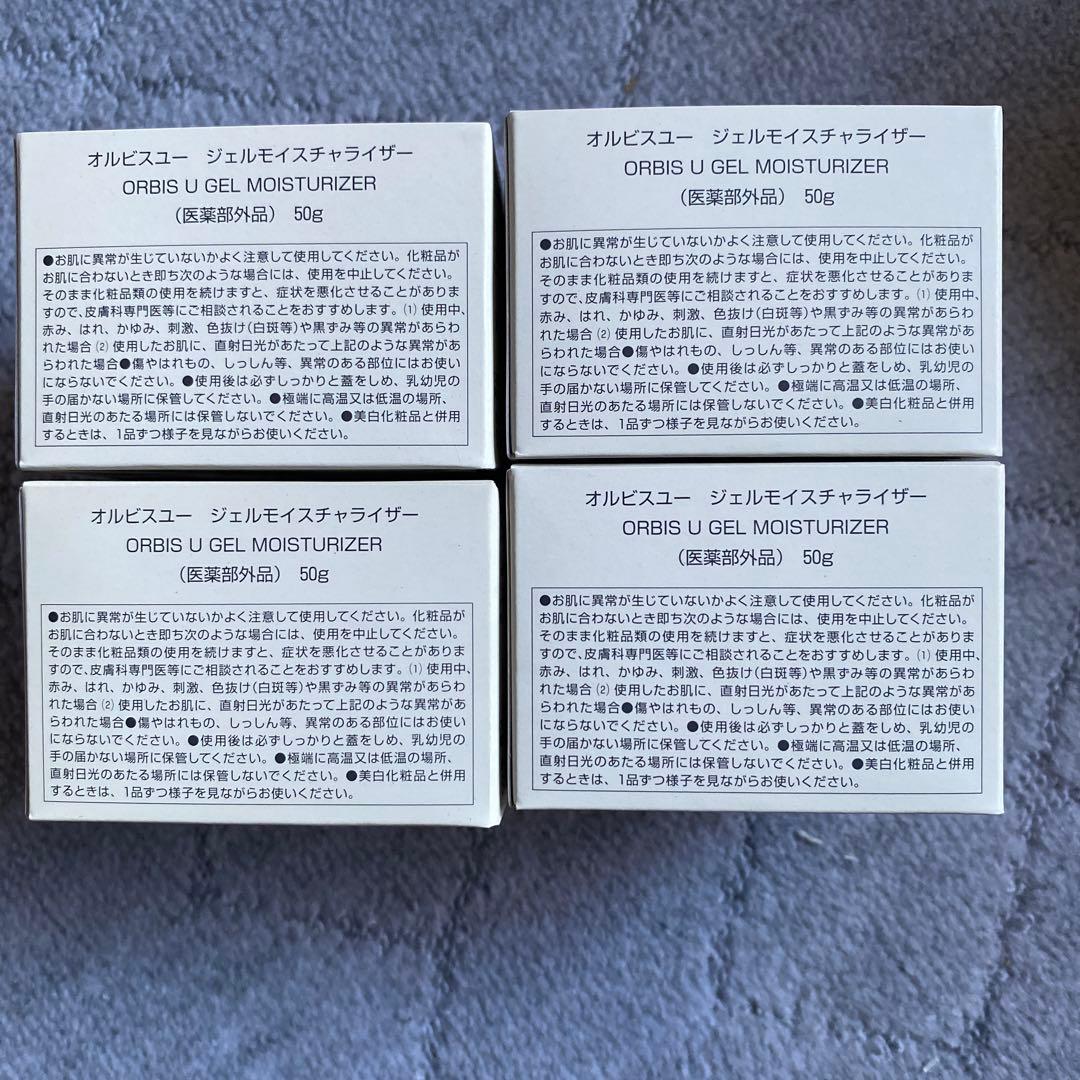 オルビスユー　ジェルモイスチャライザー
ORBIS U GEL MOISTURIZER
（医薬部外品）　50g
●お肌に異常が生じていないかよく注意して使用してください。化粧品が
お肌に合わないとき即ち次のような場合には、使用を中止してください。
そのまま化粧品類の使用を続けますと、症状を悪化させることがありま
すので、皮膚科専門医等にご相談されることをおすすめします。(1) 使用中、
赤み、はれ、かゆみ、刺激、色抜け(白斑等)や黒ずみ等の異常があらわ
れた場合 (2) 使用したお肌に、直射日光があたって上記のような異常があ
らわれた場合●傷やはれもの、しっしん等、異常のある部位にはお使い
にならないでください。●使用後は必ずしっかりと蓋をしめ、乳幼児の
手の届かない場所に保管してください。●極端に高温又は低温の場所、
直射日光のあたる場所には保管しないでください。●美白化粧品と併用
するときは、1品ずつ様子を見ながらお使いください。
オルビスユー　ジェルモイスチャライザー
ORBIS U GEL MOISTURIZER
（医薬部外品）　50g
●お肌に異常が生じていないかよく注意して使用してください。化粧品が
お肌に合わないとき即ち次のような場合には、使用を中止してください。
そのまま化粧品類の使用を続けますと、症状を悪化させることがありま
すので、皮膚科専門医等にご相談されることをおすすめします。(1) 使用中、
赤み、はれ、かゆみ、刺激、色抜け(白斑等)や黒ずみ等の異常があらわ
れた場合 (2) 使用したお肌に、直射日光があたって上記のような異常があ
らわれた場合●傷やはれもの、しっしん等、異常のある部位にはお使い
にならないでください。●使用後は必ずしっかりと蓋をしめ、乳幼児の
手の届かない場所に保管してください。●極端に高温又は低温の場所、
直射日光のあたる場所には保管しないでください。●美白化粧品と併用
するときは、1品ずつ様子を見ながらお使いください。
オルビスユー　ジェルモイスチャライザー
ORBIS U GEL MOISTURIZER
（医薬部外品）　50g
●お肌に異常が生じていないかよく注意して使用してください。化粧品が
お肌に合わないとき即ち次のような場合には、使用を中止してください。
そのまま化粧品類の使用を続けますと、症状を悪化させることがありま
すので、皮膚科専門医等にご相談されることをおすすめします。(1) 使用中、
赤み、はれ、かゆみ、刺激、色抜け(白斑等)や黒ずみ等の異常があらわ
れた場合 (2) 使用したお肌に、直射日光があたって上記のような異常があ
らわれた場合●傷やはれもの、しっしん等、異常のある部位にはお使い
にならないでください。●使用後は必ずしっかりと蓋をしめ、乳幼児の
手の届かない場所に保管してください。●極端に高温又は低温の場所、
直射日光のあたる場所には保管しないでください。●美白化粧品と併用
するときは、1品ずつ様子を見ながらお使いください。
オルビスユー　ジェルモイスチャライザー
ORBIS U GEL MOISTURIZER
（医薬部外品）　50g
●お肌に異常が生じていないかよく注意して使用してください。化粧品が
お肌に合わないとき即ち次のような場合には、使用を中止してください。
そのまま化粧品類の使用を続けますと、症状を悪化させることがありま
すので、皮膚科専門医等にご相談されることをおすすめします。(1) 使用中、
赤み、はれ、かゆみ、刺激、色抜け(白斑等)や黒ずみ等の異常があらわ
れた場合 (2) 使用したお肌に、直射日光があたって上記のような異常があ
らわれた場合●傷やはれもの、しっしん等、異常のある部位にはお使い
にならないでください。●使用後は必ずしっかりと蓋をしめ、乳幼児の
手の届かない場所に保管してください。●極端に高温又は低温の場所、
直射日光のあたる場所には保管しないでください。●美白化粧品と併用
するときは、1品ずつ様子を見ながらお使いください。